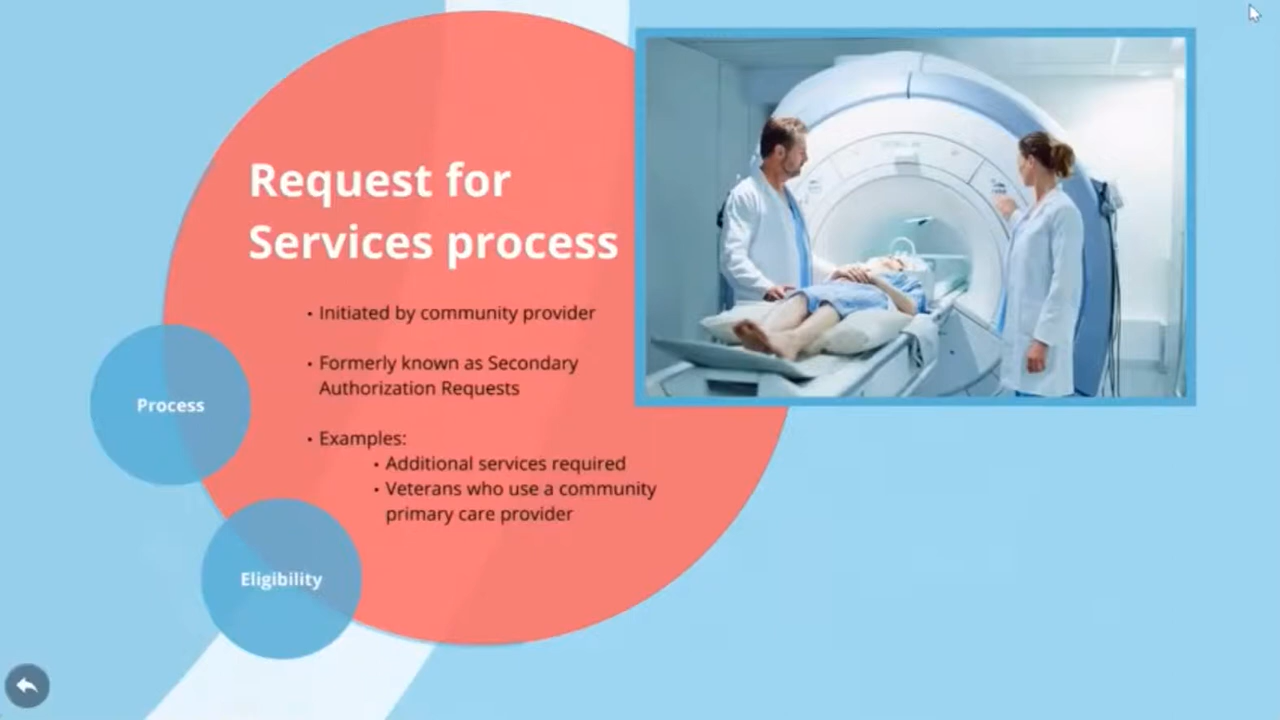 Request for
Services process
• Initiated by community provider
• Formerly known as Secondary
Authorization Requests
• Examples:
• Additional services required
• Veterans who use a community
primary care provider
Process
Eligibility